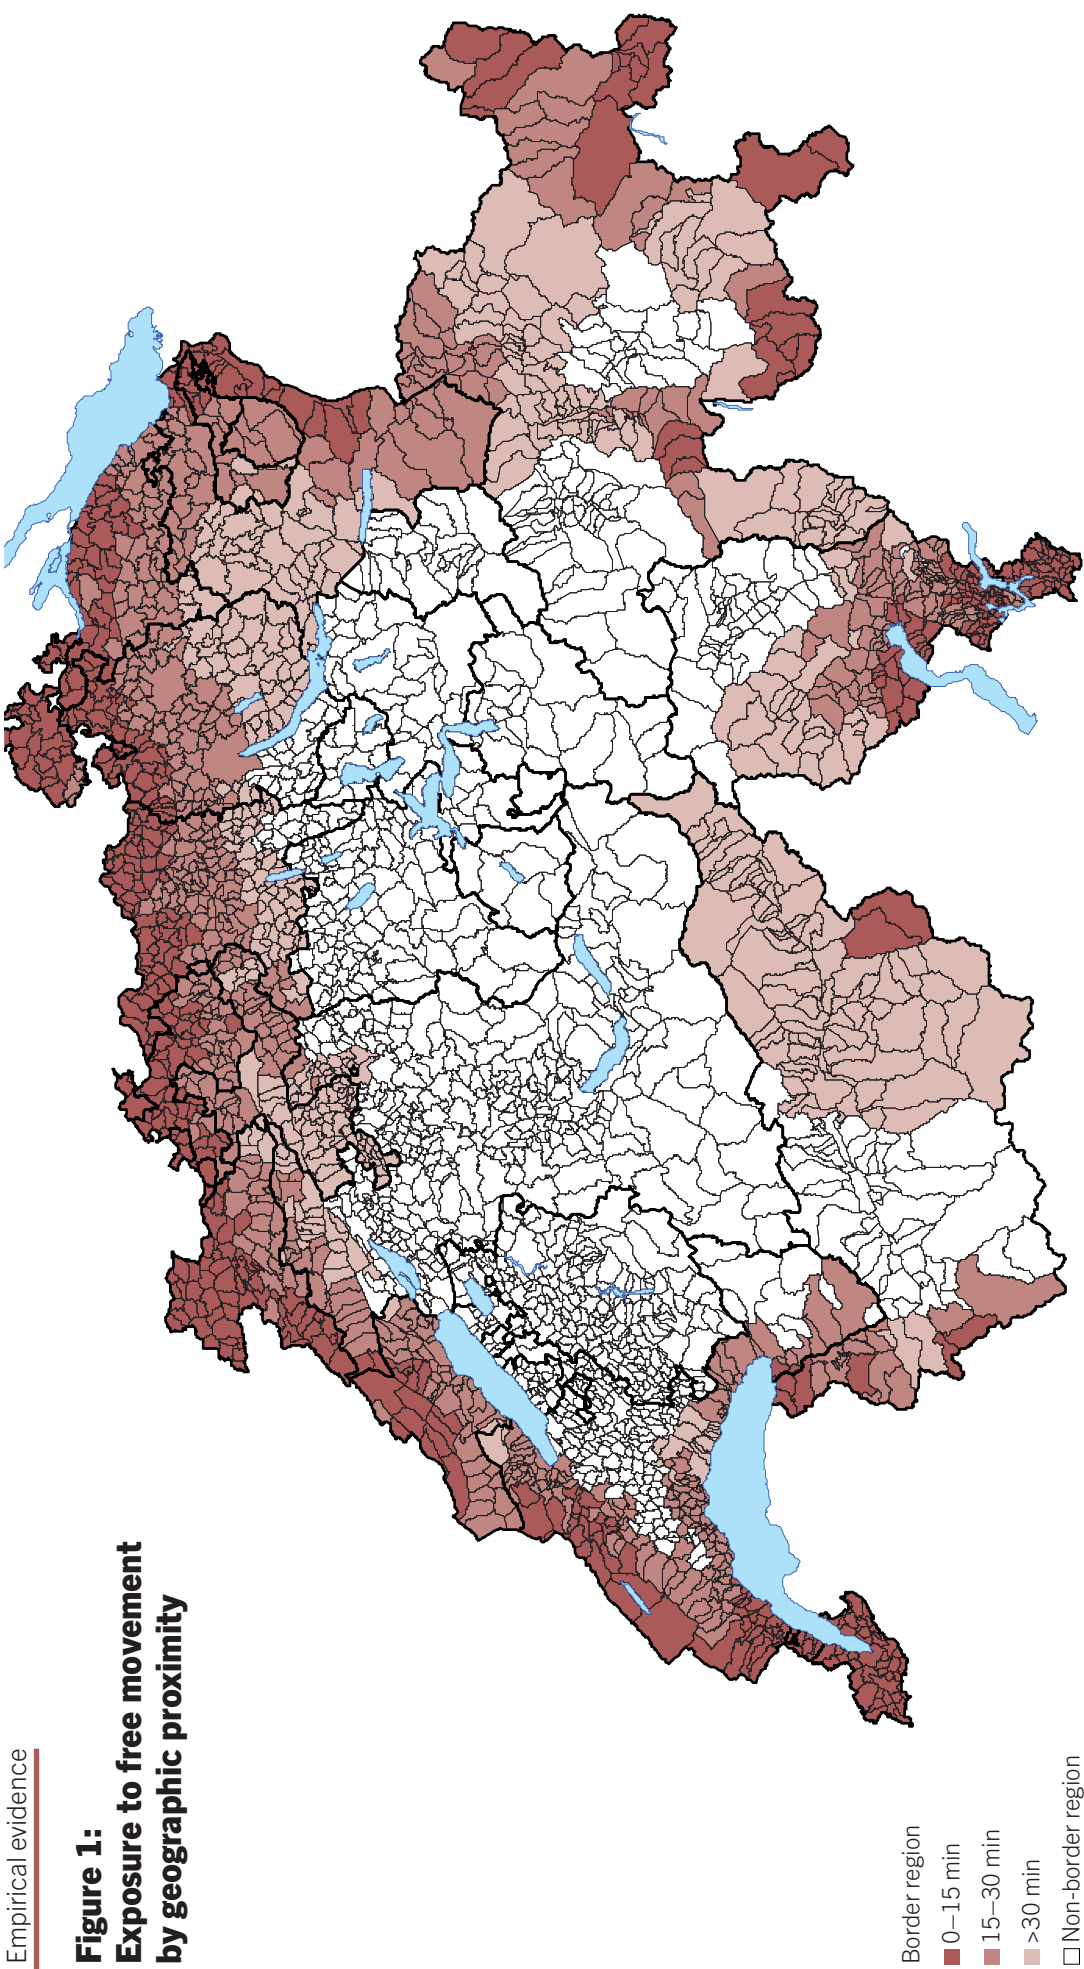 Empirical evidence
Figure 1:
Exposure to free movement
by geographic proximity
Border region
0–15 min
15–30 min
>30 min
Non-border region